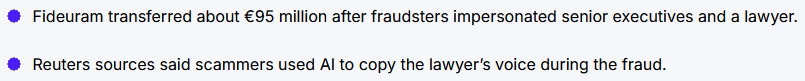 Fideuram transferred about €95 million after fraudsters impersonated senior executives and a lawyer.
Reuters sources said scammers used AI to copy the lawyer’s voice during the fraud.